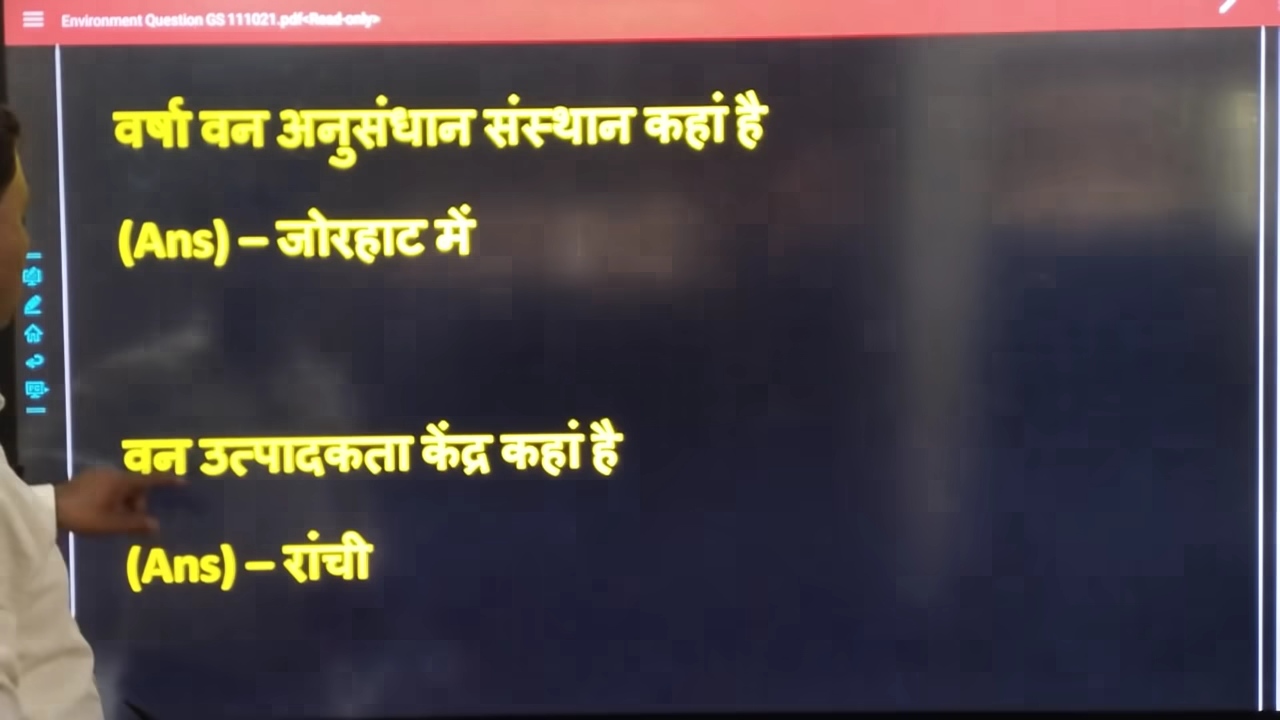 Environment Question GS 111021.pdf<Read-only>
वर्षा वन अनुसंधान संस्थान कहां है
(Ans) – जोरहाट में
वन उत्पादकता केंद्र कहां है
(Ans) – रांची